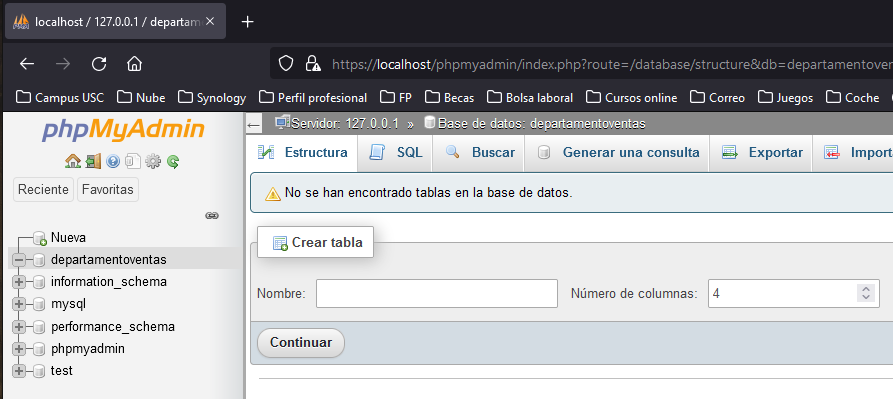 localhost / 127.0.0.1 / departam
https://localhost/phpmyadmin/index.php?route=/database/structure&db=departamentoven
Campus USC Nube Synology Perfil profesional FP Becas Bolsa laboral Cursos online Correo Juegos Coche
phpMyAdmin
Reciente Favoritas
Nueva
departamentoventas
information_schema
mysql
performance_schema
phpmyadmin
test
Servidor: 127.0.0.1 » Base de datos: departamentoventas
Estructura SQL Buscar Generar una consulta Exportar Import
No se han encontrado tablas en la base de datos.
Crear tabla
Nombre: Número de columnas: 4
Continuar